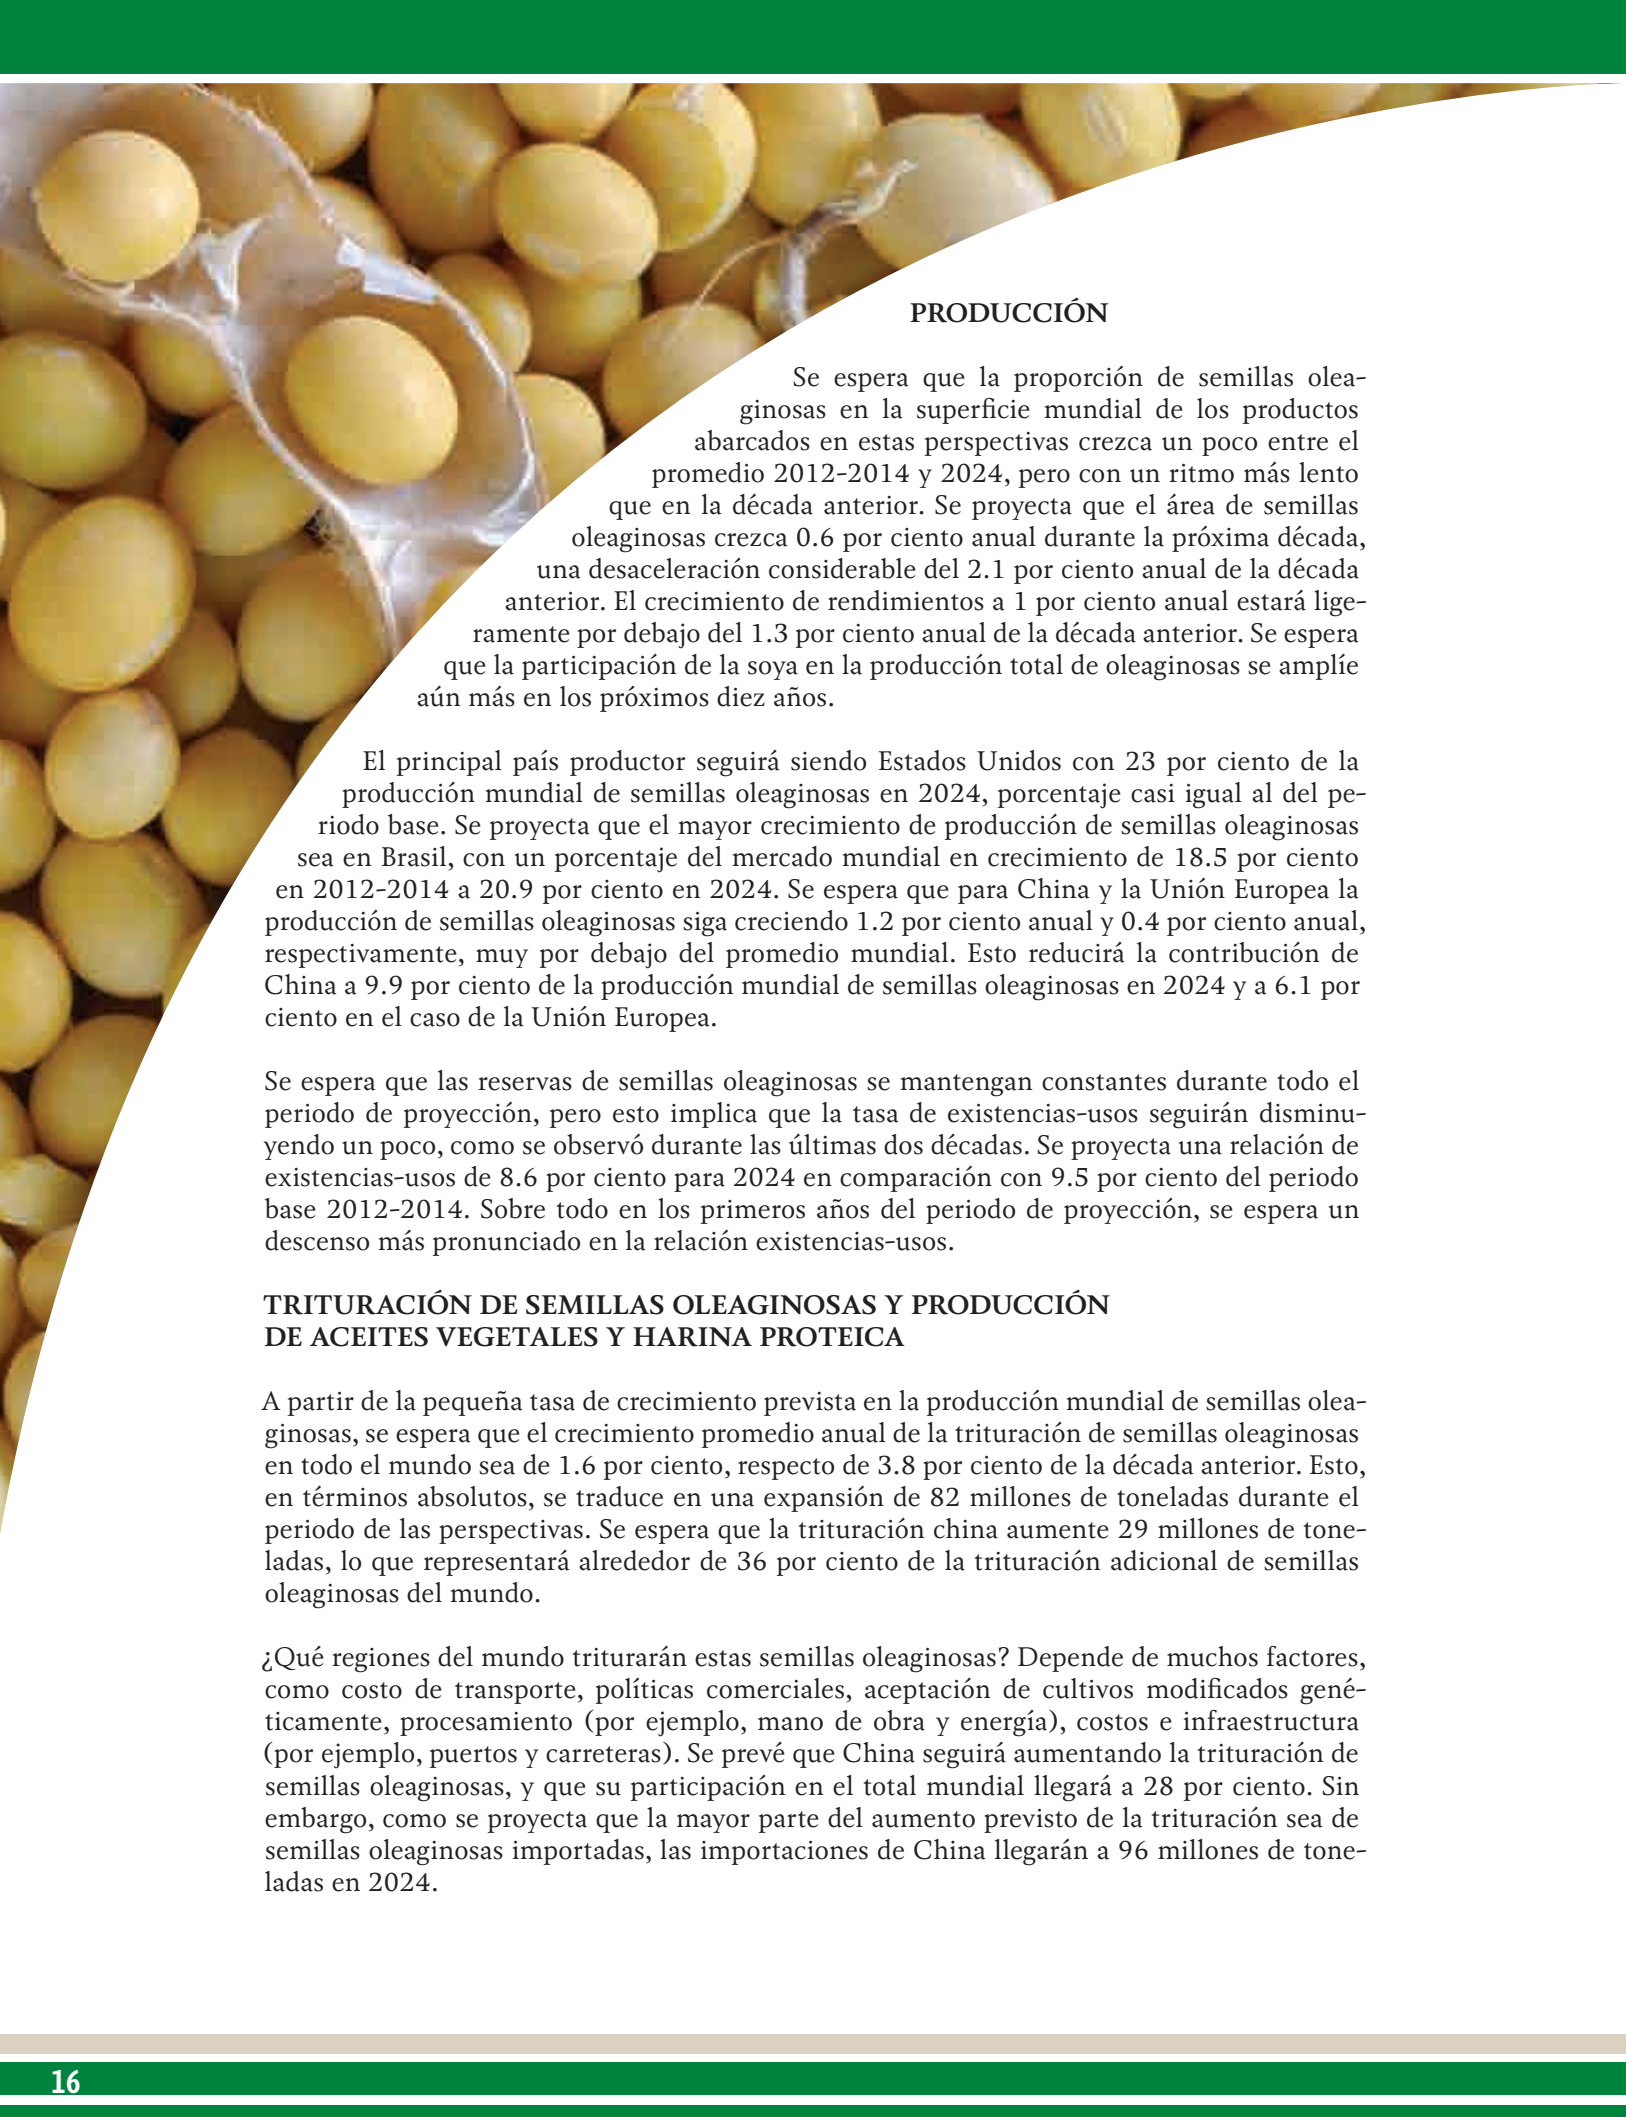 PRODUCCIÓN
Se espera que la proporción de semillas olea-
ginosas en la superficie mundial de los productos
abarcados en estas perspectivas crezca un poco entre el
promedio 2012-2014 y 2024, pero con un ritmo más lento
que en la década anterior. Se proyecta que el área de semillas
oleaginosas crezca 0.6 por ciento anual durante la próxima década,
una desaceleración considerable del 2.1 por ciento anual de la década
anterior. El crecimiento de rendimientos a 1 por ciento anual estará lige-
ramente por debajo del 1.3 por ciento anual de la década anterior. Se espera
que la participación de la soya en la producción total de oleaginosas se amplíe
aún más en los próximos diez años.
El principal país productor seguirá siendo Estados Unidos con 23 por ciento de la
producción mundial de semillas oleaginosas en 2024, porcentaje casi igual al del pe-
riodo base. Se proyecta que el mayor crecimiento de producción de semillas oleaginosas
sea en Brasil, con un porcentaje del mercado mundial en crecimiento de 18.5 por ciento
en 2012-2014 a 20.9 por ciento en 2024. Se espera que para China y la Unión Europea la
producción de semillas oleaginosas siga creciendo 1.2 por ciento anual y 0.4 por ciento anual,
respectivamente, muy por debajo del promedio mundial. Esto reducirá la contribución de
China a 9.9 por ciento de la producción mundial de semillas oleaginosas en 2024 y a 6.1 por
ciento en el caso de la Unión Europea.
Se espera que las reservas de semillas oleaginosas se mantengan constantes durante todo el
periodo de proyección, pero esto implica que la tasa de existencias-usos seguirán disminu-
yendo un poco, como se observó durante las últimas dos décadas. Se proyecta una relación de
existencias-usos de 8.6 por ciento para 2024 en comparación con 9.5 por ciento del periodo
base 2012-2014. Sobre todo en los primeros años del periodo de proyección, se espera un
descenso más pronunciado en la relación existencias-usos.
TRITURACIÓN DE SEMILLAS OLEAGINOSAS Y PRODUCCIÓN
DE ACEITES VEGETALES Y HARINA PROTEICA
A partir de la pequeña tasa de crecimiento prevista en la producción mundial de semillas olea-
ginosas, se espera que el crecimiento promedio anual de la trituración de semillas oleaginosas
en todo el mundo sea de 1.6 por ciento, respecto de 3.8 por ciento de la década anterior. Esto,
en términos absolutos, se traduce en una expansión de 82 millones de toneladas durante el
periodo de las perspectivas. Se espera que la trituración china aumente 29 millones de tone-
ladas, lo que representará alrededor de 36 por ciento de la trituración adicional de semillas
oleaginosas del mundo.
¿Qué regiones del mundo triturarán estas semillas oleaginosas? Depende de muchos factores,
como costo de transporte, políticas comerciales, aceptación de cultivos modificados gené-
ticamente, procesamiento (por ejemplo, mano de obra y energía), costos e infraestructura
(por ejemplo, puertos y carreteras). Se prevé que China seguirá aumentando la trituración de
semillas oleaginosas, y que su participación en el total mundial llegará a 28 por ciento. Sin
embargo, como se proyecta que la mayor parte del aumento previsto de la trituración sea de
semillas oleaginosas importadas, las importaciones de China llegarán a 96 millones de tone-
ladas en 2024.
16